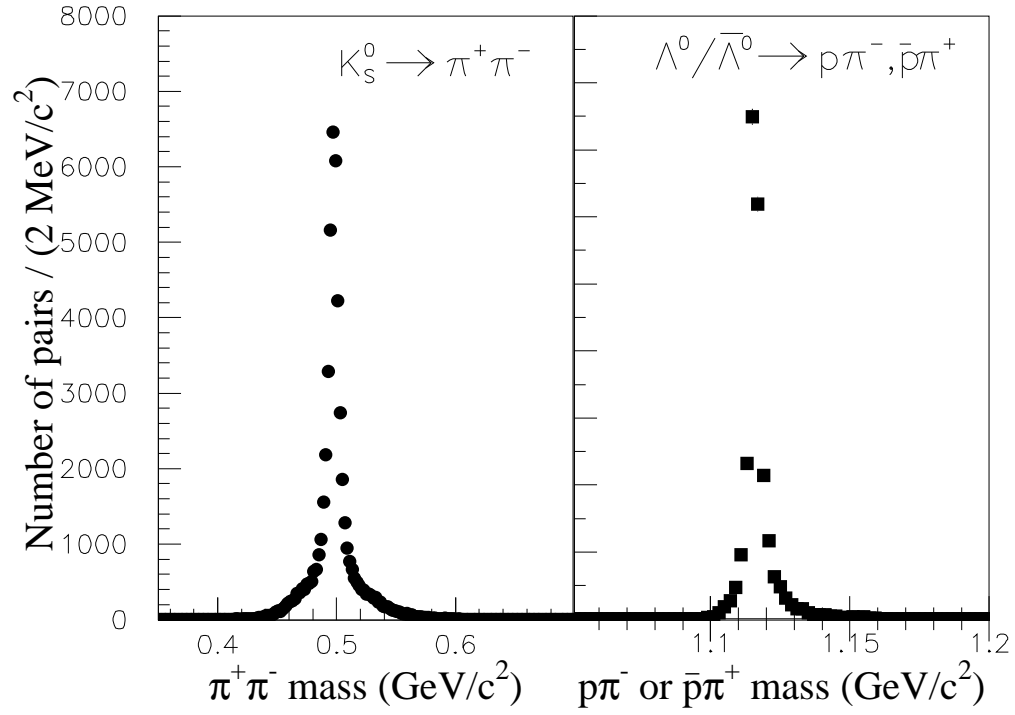 Number of pairs / (2 MeV/c²)
8000
7000
6000
5000
4000
3000
2000
1000
0
K⁰_S → π⁺π⁻
0.4 0.5 0.6
π⁺π⁻ mass (GeV/c²)
Λ⁰/Λ̅⁰ → pπ⁻,p̄π⁺
1.1 1.15 1.2
pπ⁻ or p̄π⁺ mass (GeV/c²)